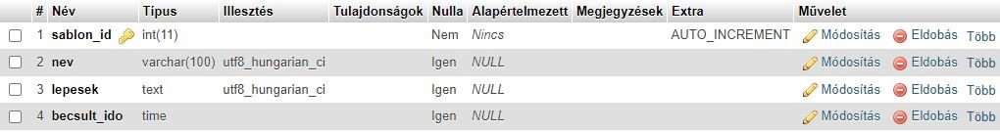 # Név Típus Illesztés Tulajdonságok Nulla Alapértelmezett Megjegyzések Extra Művelet
1 sablon_id int(11) Nem Nincs AUTO_INCREMENT Módosítás Eldobás Több
2 nev varchar(100) utf8_hungarian_ci Igen NULL Módosítás Eldobás Több
3 lepesek text utf8_hungarian_ci Igen NULL Módosítás Eldobás Több
4 becsult_ido time Igen NULL Módosítás Eldobás Több